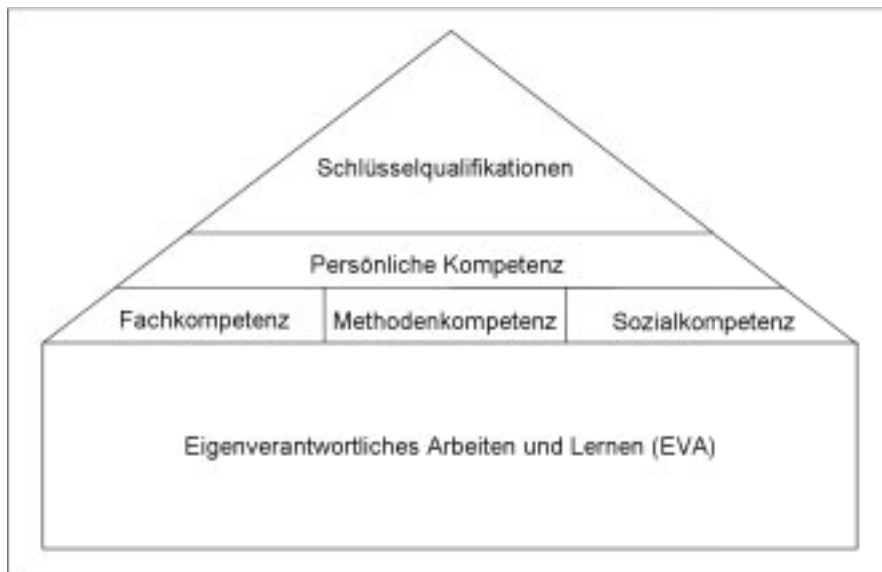 Schlüsselqualifikationen
Persönliche Kompetenz
Fachkompetenz
Methodenkompetenz
Sozialkompetenz
Eigenverantwortliches Arbeiten und Lernen (EVA)